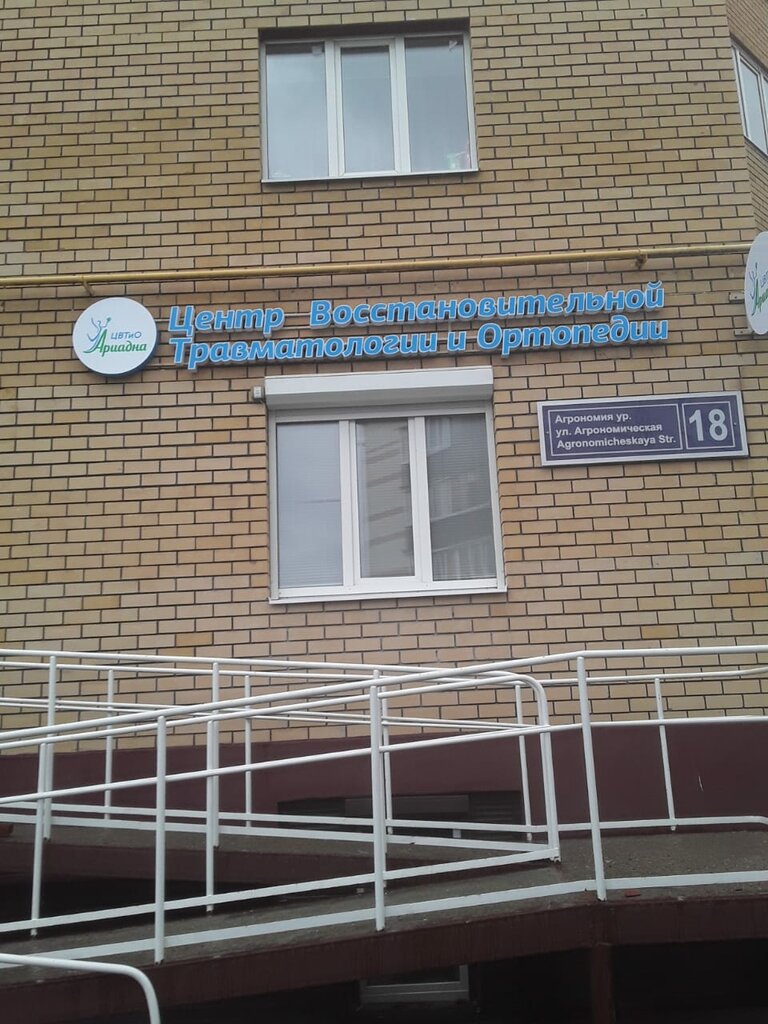 ЦВТиО
Ариадна
Центр Восстановительной
Травматологии и Ортопедии
Агрономия ур.
ул. Агрономическая
Agronomicheskaya Str.
18